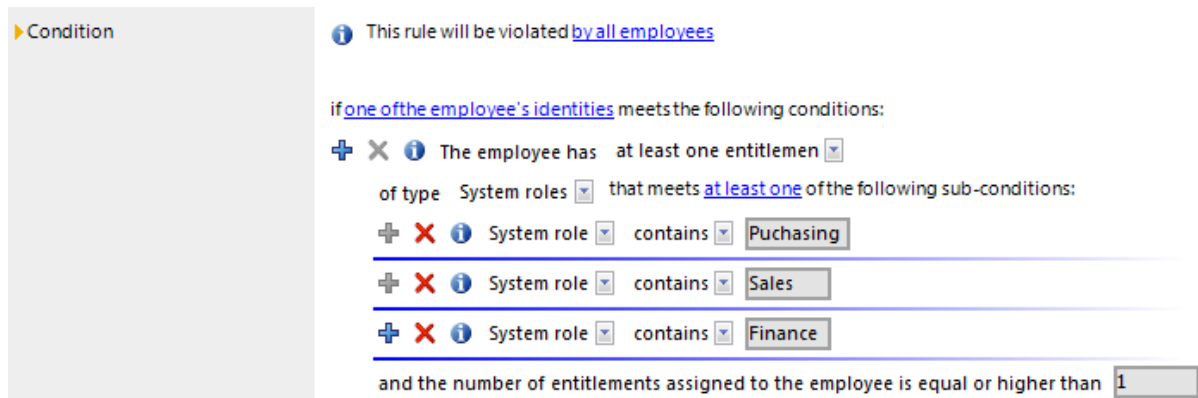 Condition
This rule will be violated by all employees
if one of the employee's identities meets the following conditions:
The employee has at least one entitlemen
of type System roles that meets at least one of the following sub-conditions:
System role contains Puchasing
System role contains Sales
System role contains Finance
and the number of entitlements assigned to the employee is equal or higher than 1